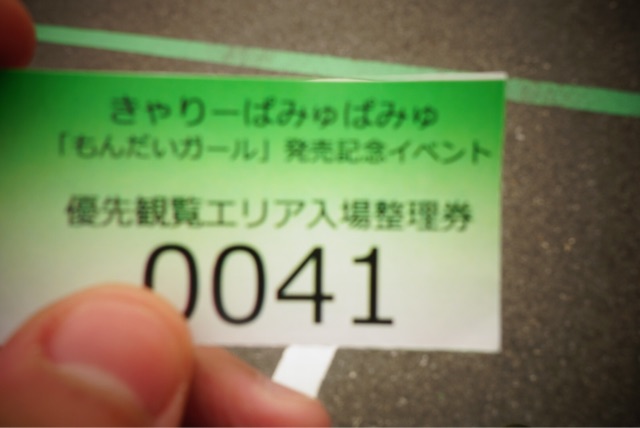 きゃりーぱみゅぱみゅ
「もんだいガール」発売記念イベント
優先観覧エリア入場整理券
0041